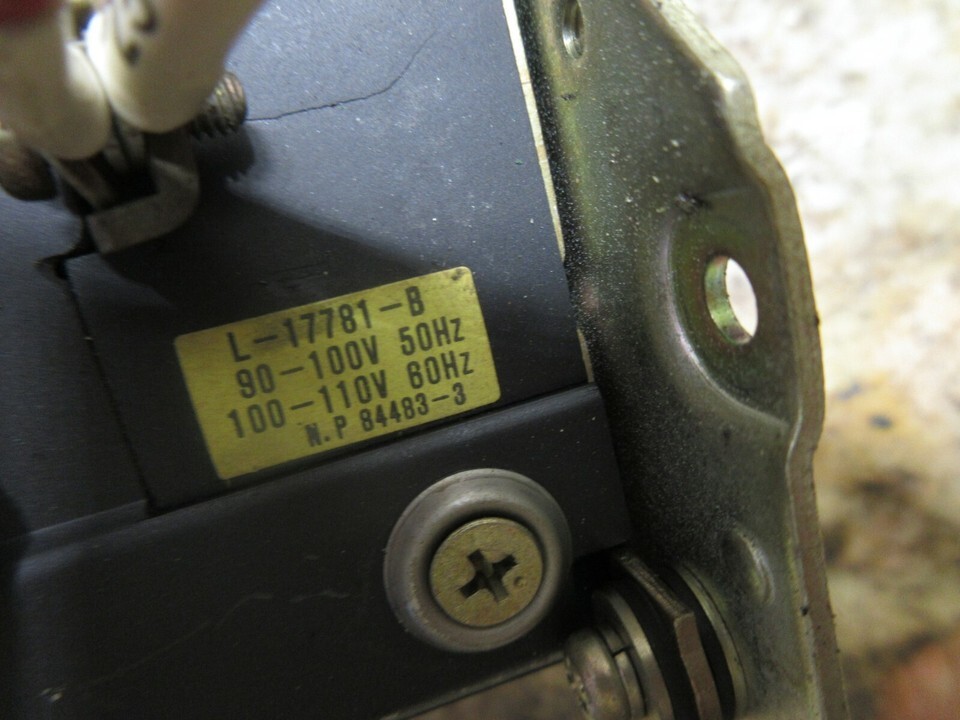 L-17781-B
90-100V 50Hz
100-110V 60Hz
N.P 84483-3